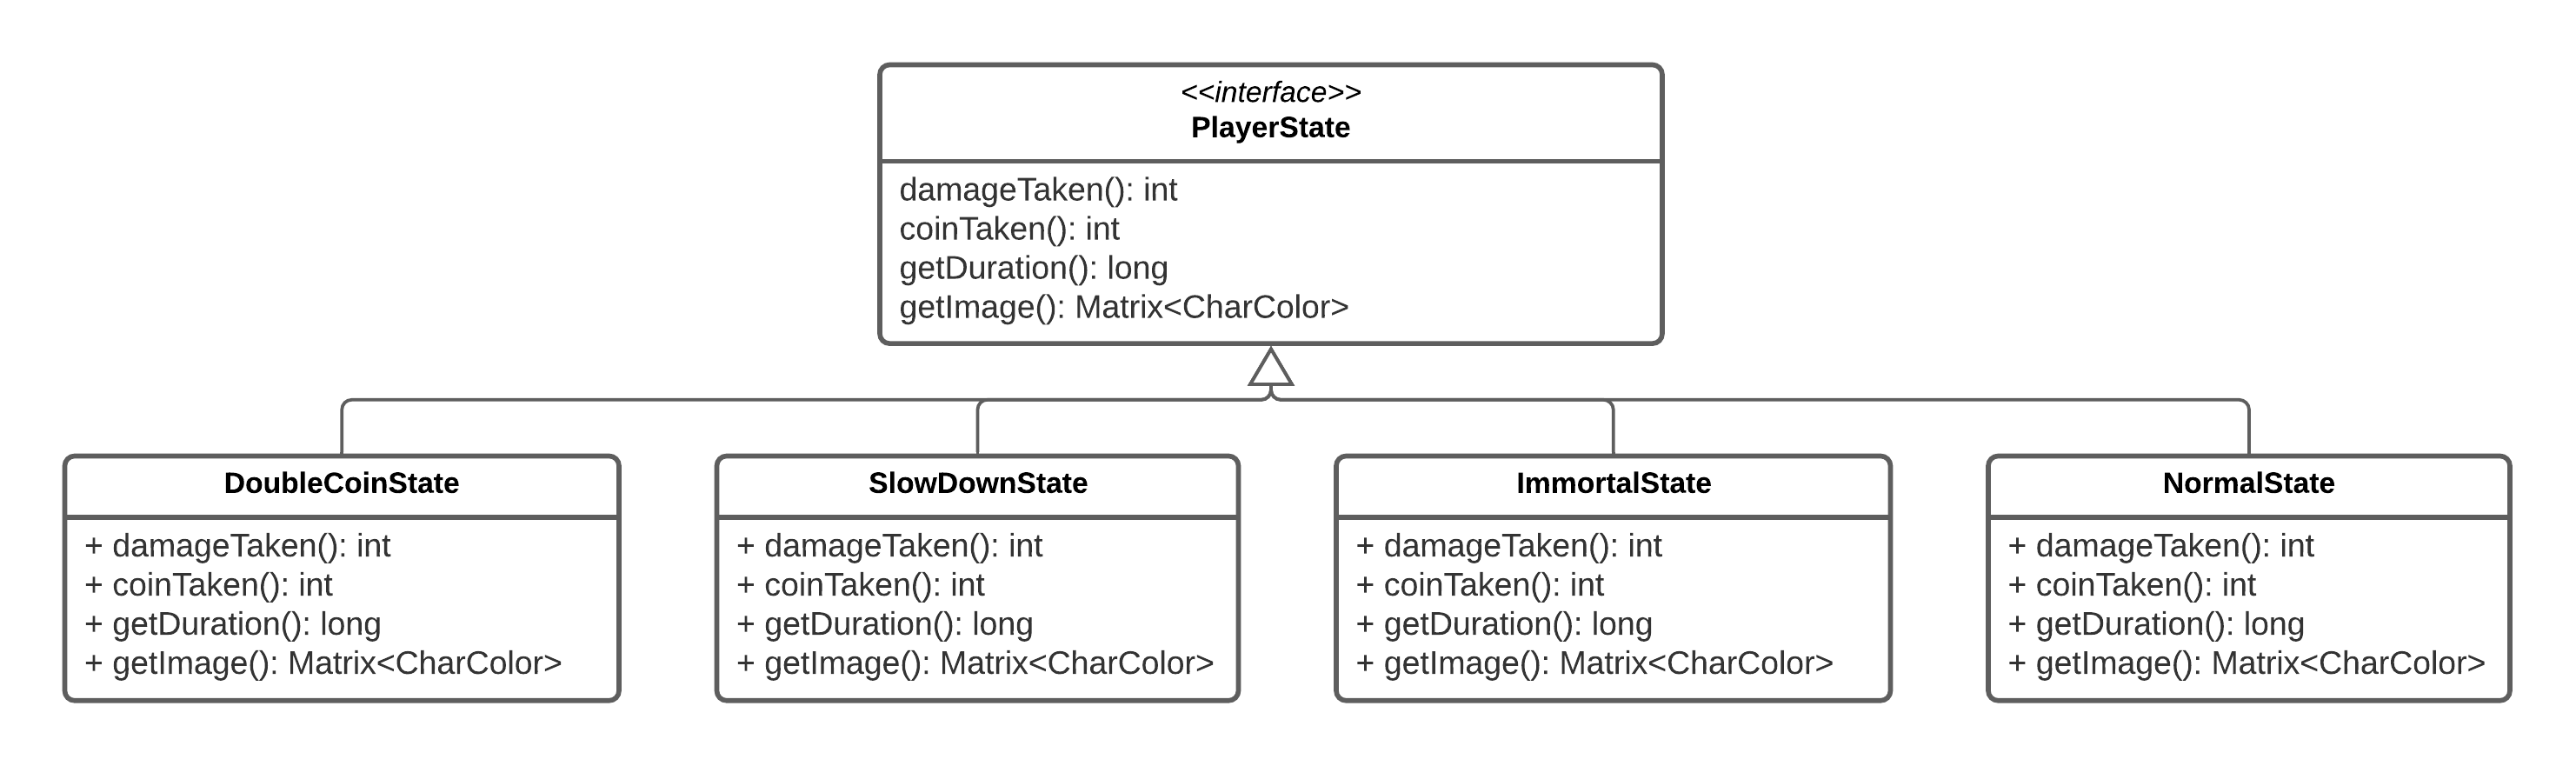 <<interface>>
PlayerState
damageTaken(): int
coinTaken(): int
getDuration(): long
getImage(): Matrix<CharColor>
DoubleCoinState
+ damageTaken(): int
+ coinTaken(): int
+ getDuration(): long
+ getImage(): Matrix<CharColor>
SlowDownState
+ damageTaken(): int
+ coinTaken(): int
+ getDuration(): long
+ getImage(): Matrix<CharColor>
ImmortalState
+ damageTaken(): int
+ coinTaken(): int
+ getDuration(): long
+ getImage(): Matrix<CharColor>
NormalState
+ damageTaken(): int
+ coinTaken(): int
+ getDuration(): long
+ getImage(): Matrix<CharColor>